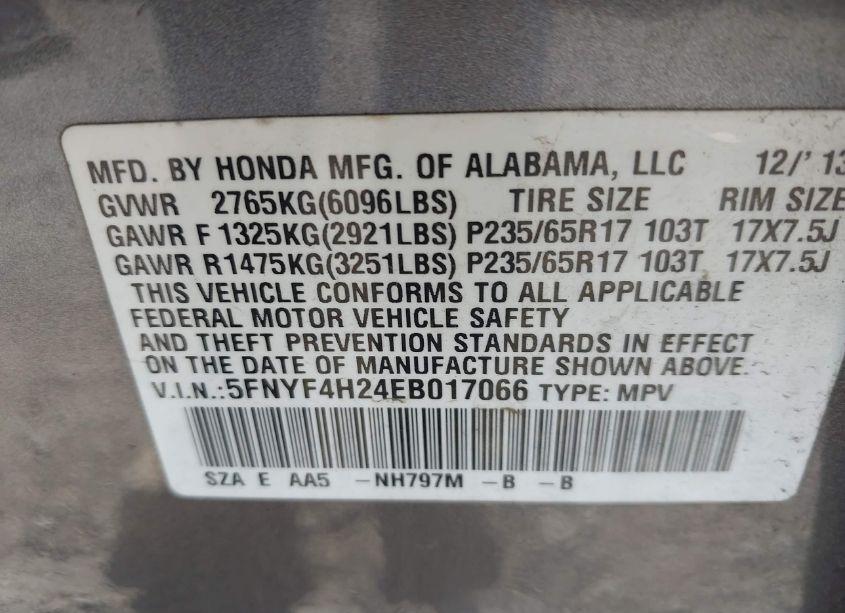 MFD. BY HONDA MFG. OF ALABAMA, LLC 12/' 13
GVWR 2765KG(6096LBS) TIRE SIZE RIM SIZE
GAWR F 1325KG(2921LBS) P235/65R17 103T 17X7.5J
GAWR R1475KG(3251LBS) P235/65R17 103T 17X7.5J
THIS VEHICLE CONFORMS TO ALL APPLICABLE
FEDERAL MOTOR VEHICLE SAFETY
AND THEFT PREVENTION STANDARDS IN EFFECT
ON THE DATE OF MANUFACTURE SHOWN ABOVE.
V.I.N.:5FNYF4H24EB017066 TYPE: MPV
SZA E AA5 -NH797M -B -B